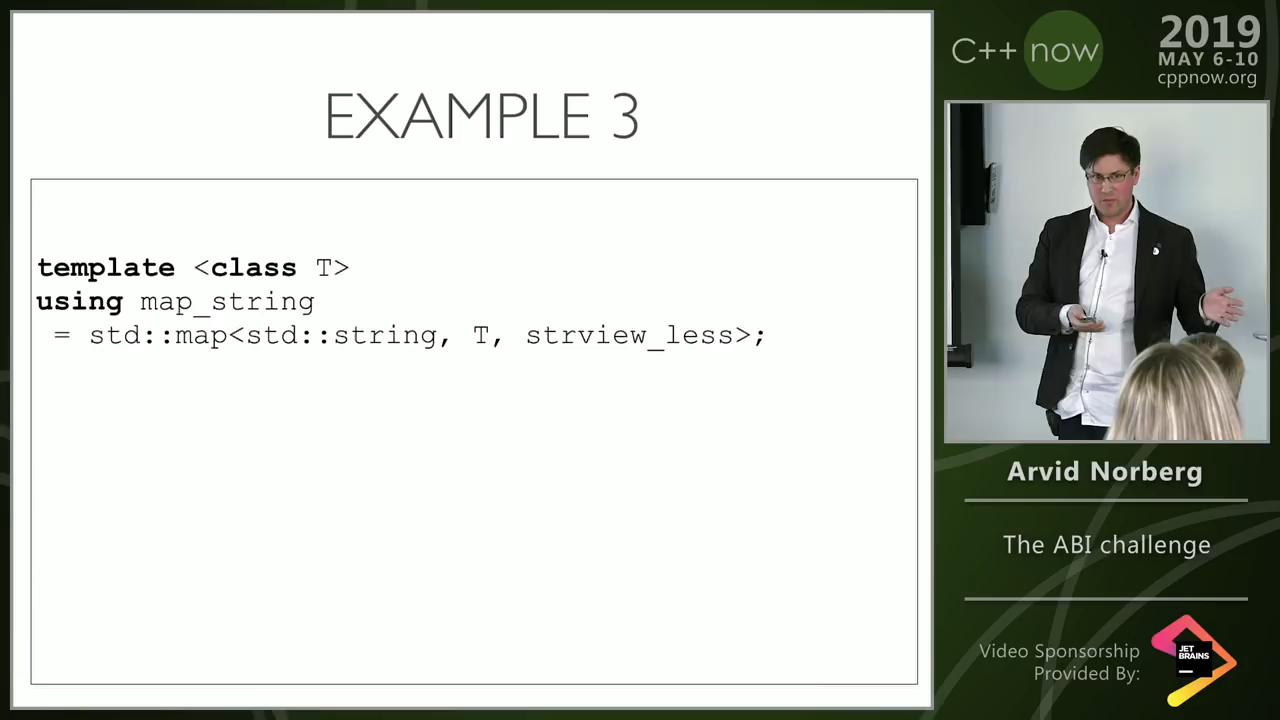 EXAMPLE 3
template <class T>
using map_string
= std::map<std::string, T, strview_less>;
C++ now
2019
MAY 6-10
cppnow.org
Arvid Norberg
The ABI challenge
Video Sponsorship
Provided By:
JET
BRAINS